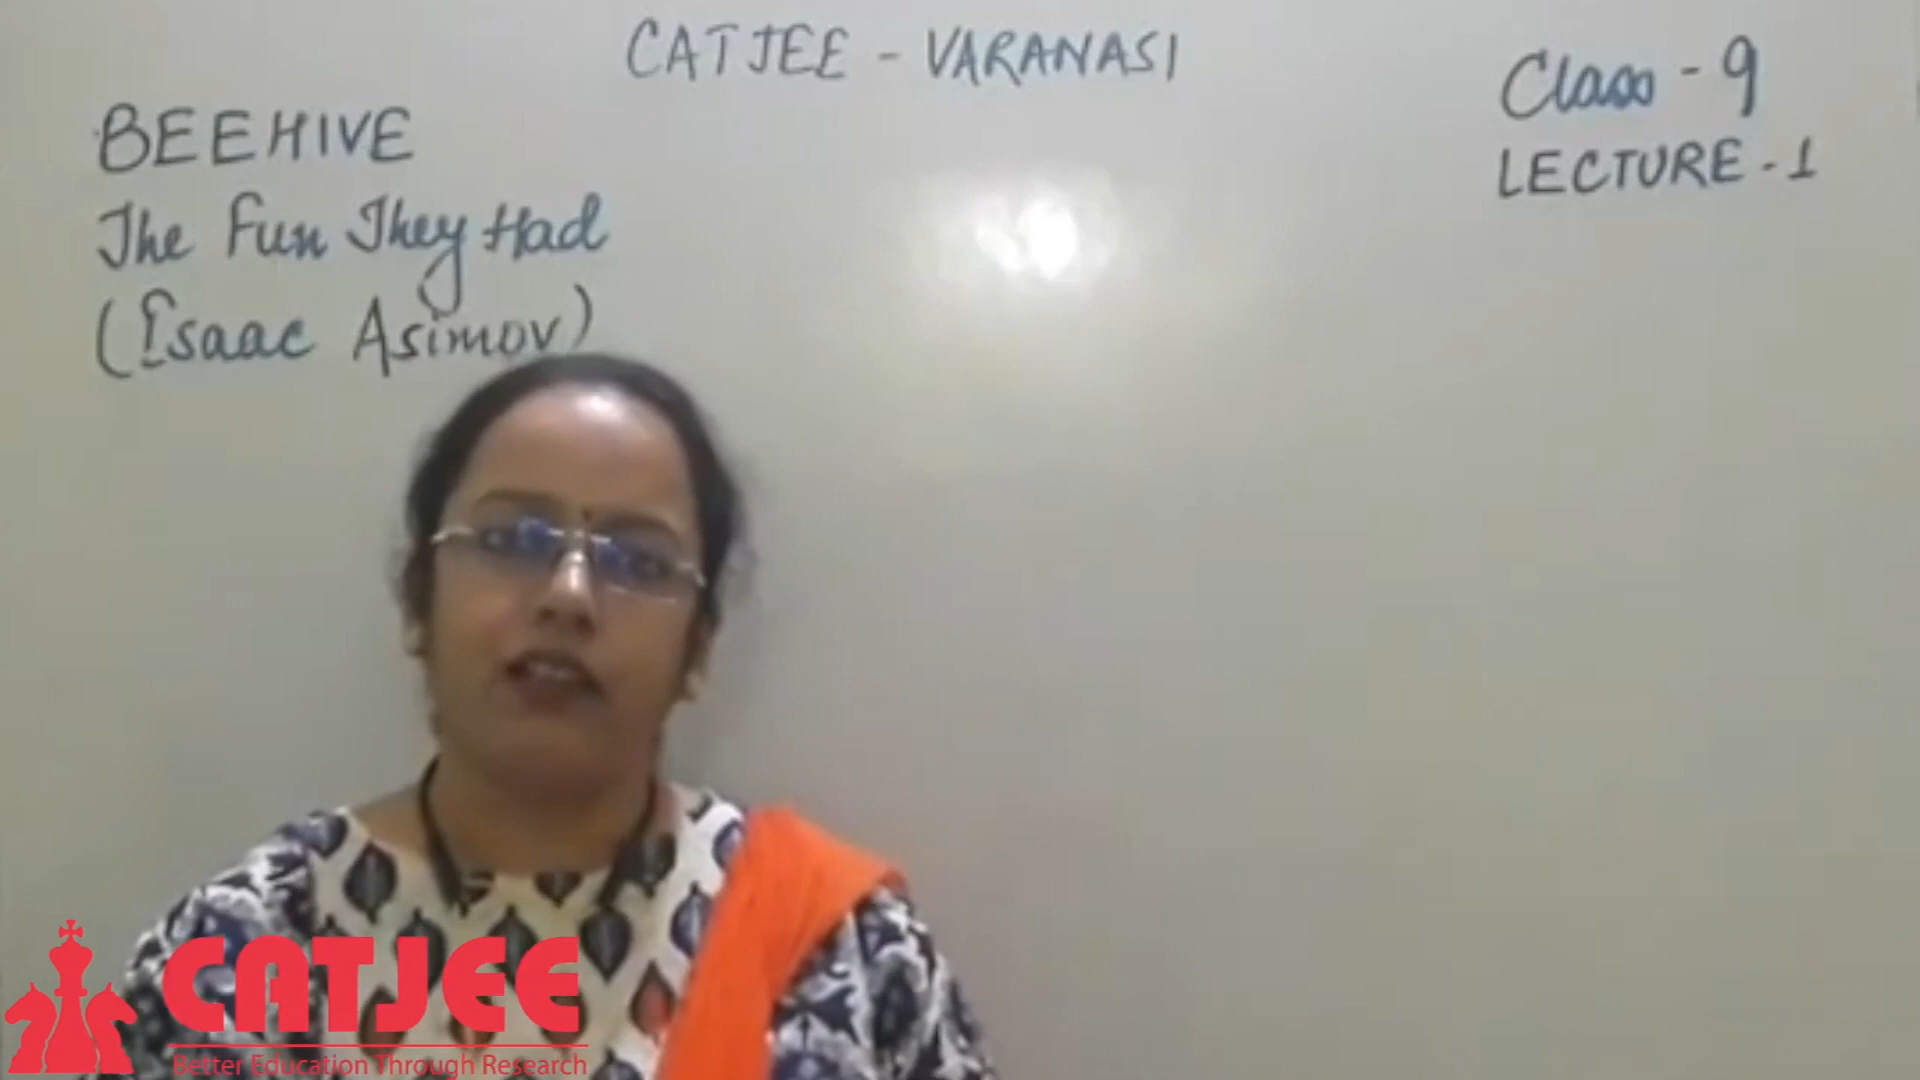 CATJEE - VARANASI
Class - 9
LECTURE - 1
BEEHIVE
The Fun They Had
(Isaac Asimov)
CATJEE
Better Education Through Research